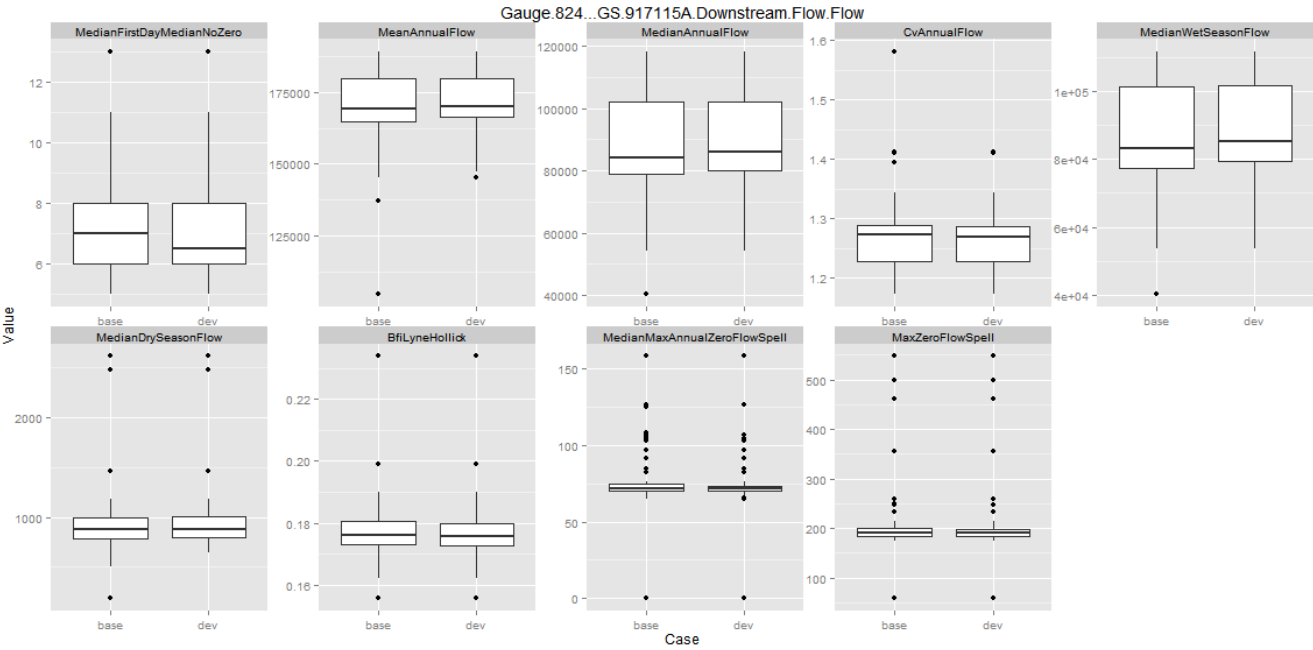 Gauge.824...GS.917115A.Downstream.Flow.Flow
MedianFirstDayMedianNoZero
MeanAnnualFlow
MedianAnnualFlow
CvAnnualFlow
MedianWetSeasonFlow
12
10
8
6
175000
150000
125000
120000
100000
80000
60000
40000
1.6
1.5
1.4
1.3
1.2
1e+05
8e+04
6e+04
4e+04
base
dev
base
dev
base
dev
base
dev
base
dev
Value
MedianDrySeasonFlow
BfiLyneHollick
MedianMaxAnnualZeroFlowSpell
MaxZeroFlowSpell
2000
1000
0.22
0.20
0.18
0.16
150
100
50
0
500
400
300
200
100
base
dev
base
dev
base
dev
base
dev
Case